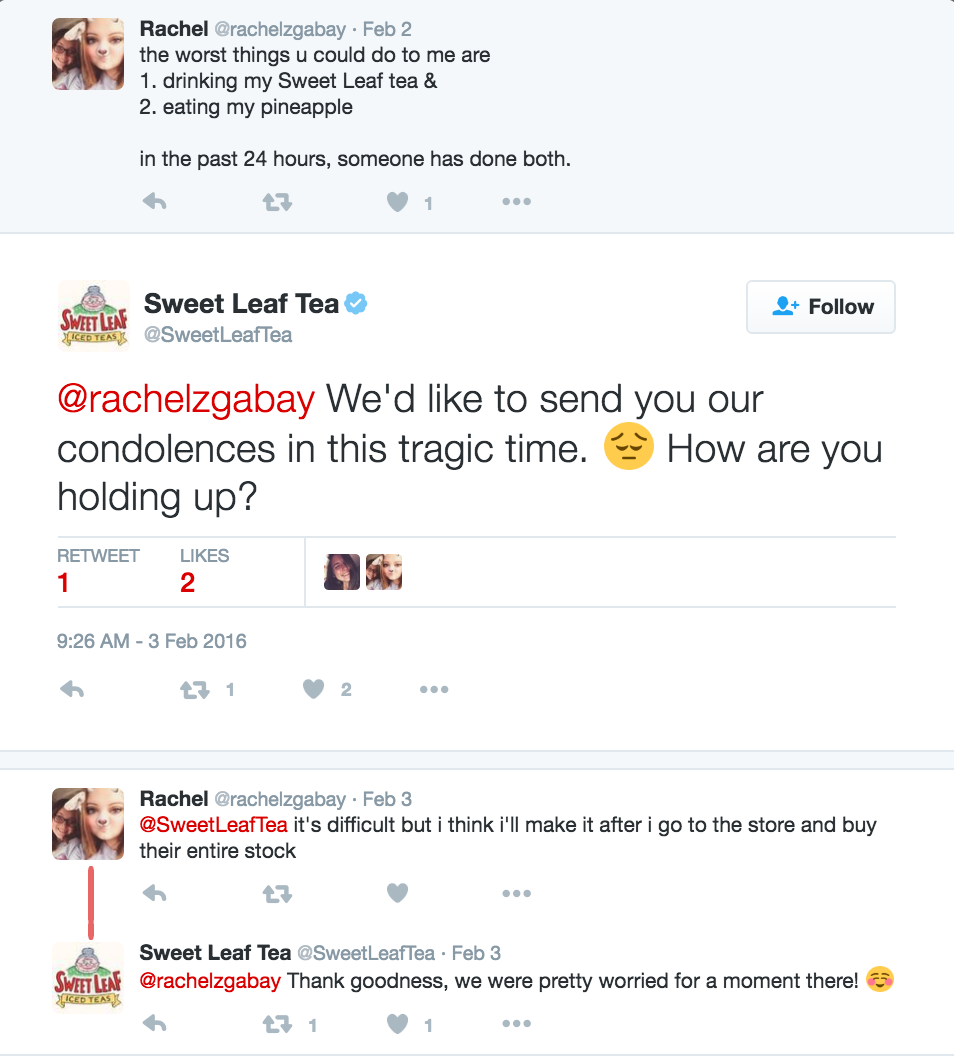 Rachel @rachelzgabay · Feb 2
the worst things u could do to me are
1. drinking my Sweet Leaf tea &
2. eating my pineapple
in the past 24 hours, someone has done both.
1
SWEET LEAF
ICED TEAS
Sweet Leaf Tea
@SweetLeafTea
Follow
@rachelzgabay We'd like to send you our
condolences in this tragic time. 😔 How are you
holding up?
RETWEET LIKES
1 2
9:26 AM - 3 Feb 2016
1 2
Rachel @rachelzgabay · Feb 3
@SweetLeafTea it's difficult but i think i'll make it after i go to the store and buy
their entire stock
SWEET LEAF
ICED TEAS
Sweet Leaf Tea @SweetLeafTea · Feb 3
@rachelzgabay Thank goodness, we were pretty worried for a moment there! ☺️
1 1